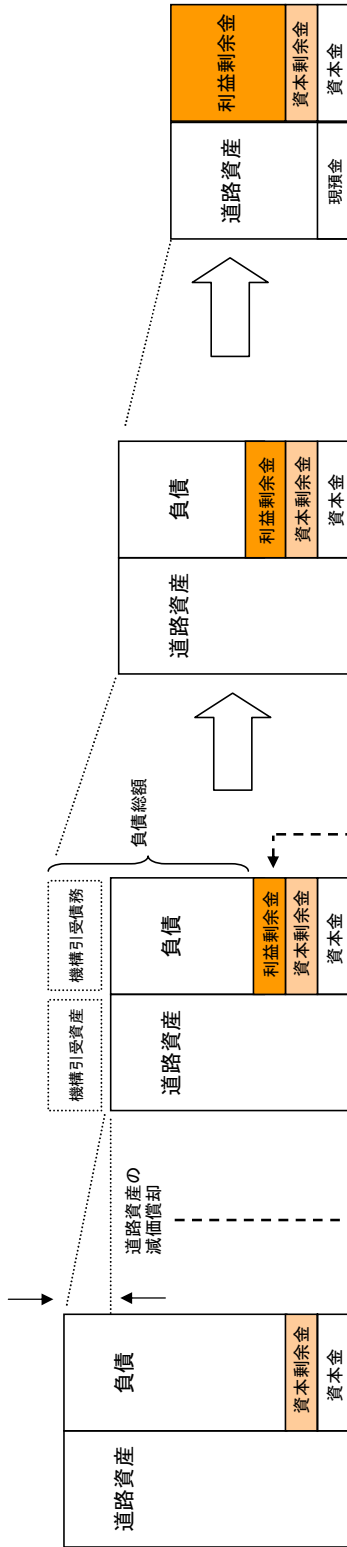 道路資産
負債
資本剰余金
資本金
道路資産の
減価償却
機構引受資産
機構引受債務
負債総額
道路資産
負債
利益剰余金
資本剰余金
資本金
道路資産
負債
利益剰余金
資本剰余金
資本金
道路資産
現預金
利益剰余金
資本剰余金
資本金